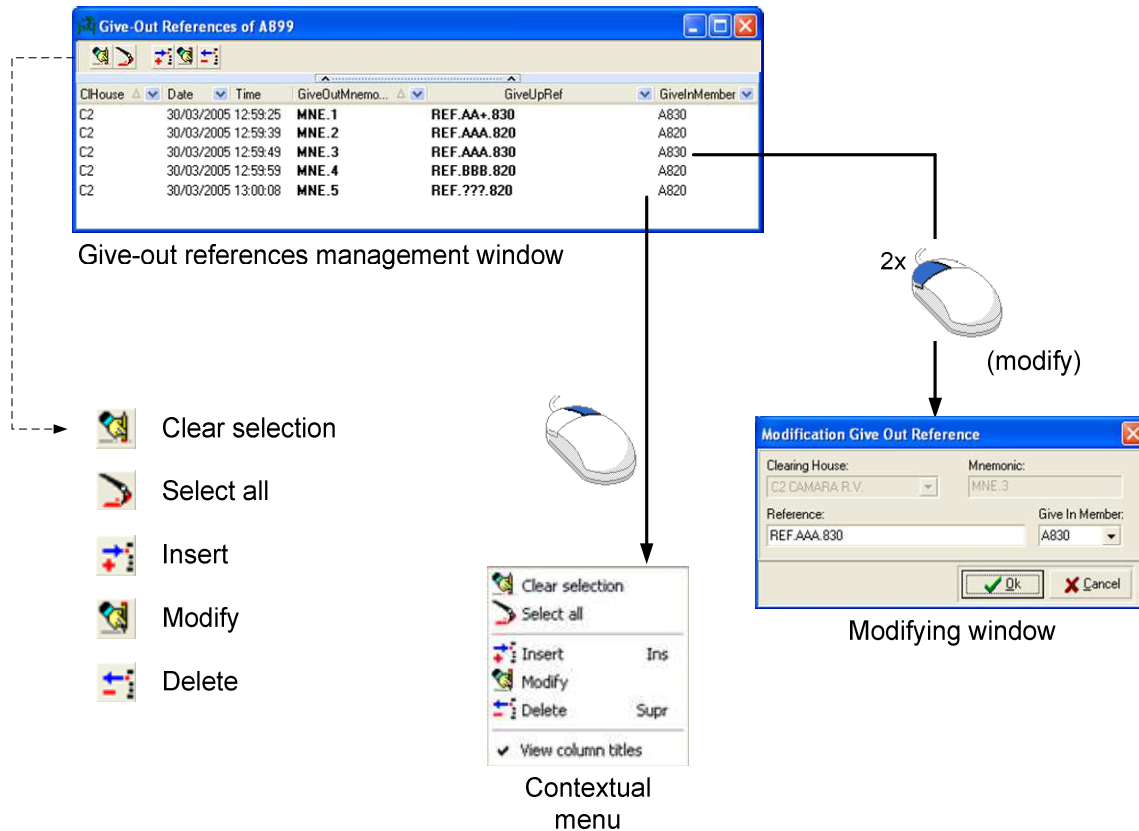 Give-Out References of A899
ClHouse Date Time GiveOutMnemo... GiveUpRef GiveInMember
C2 30/03/2005 12:59:25 MNE.1 REF.AA+.830 A830
C2 30/03/2005 12:59:39 MNE.2 REF.AAA.820 A820
C2 30/03/2005 12:59:49 MNE.3 REF.AAA.830 A830
C2 30/03/2005 12:59:59 MNE.4 REF.BBB.820 A820
C2 30/03/2005 13:00:08 MNE.5 REF.???.820 A820
Give-out references management window
2x
(modify)
Clear selection
Select all
Insert
Modify
Delete
Clear selection
Select all
Insert Ins
Modify
Delete Supr
View column titles
Contextual
menu
Modification Give Out Reference
Clearing House: Mnemonic:
C2 CAMARA R.V. MNE.3
Reference: Give In Member:
REF.AAA.830 A830
Ok Cancel
Modifying window